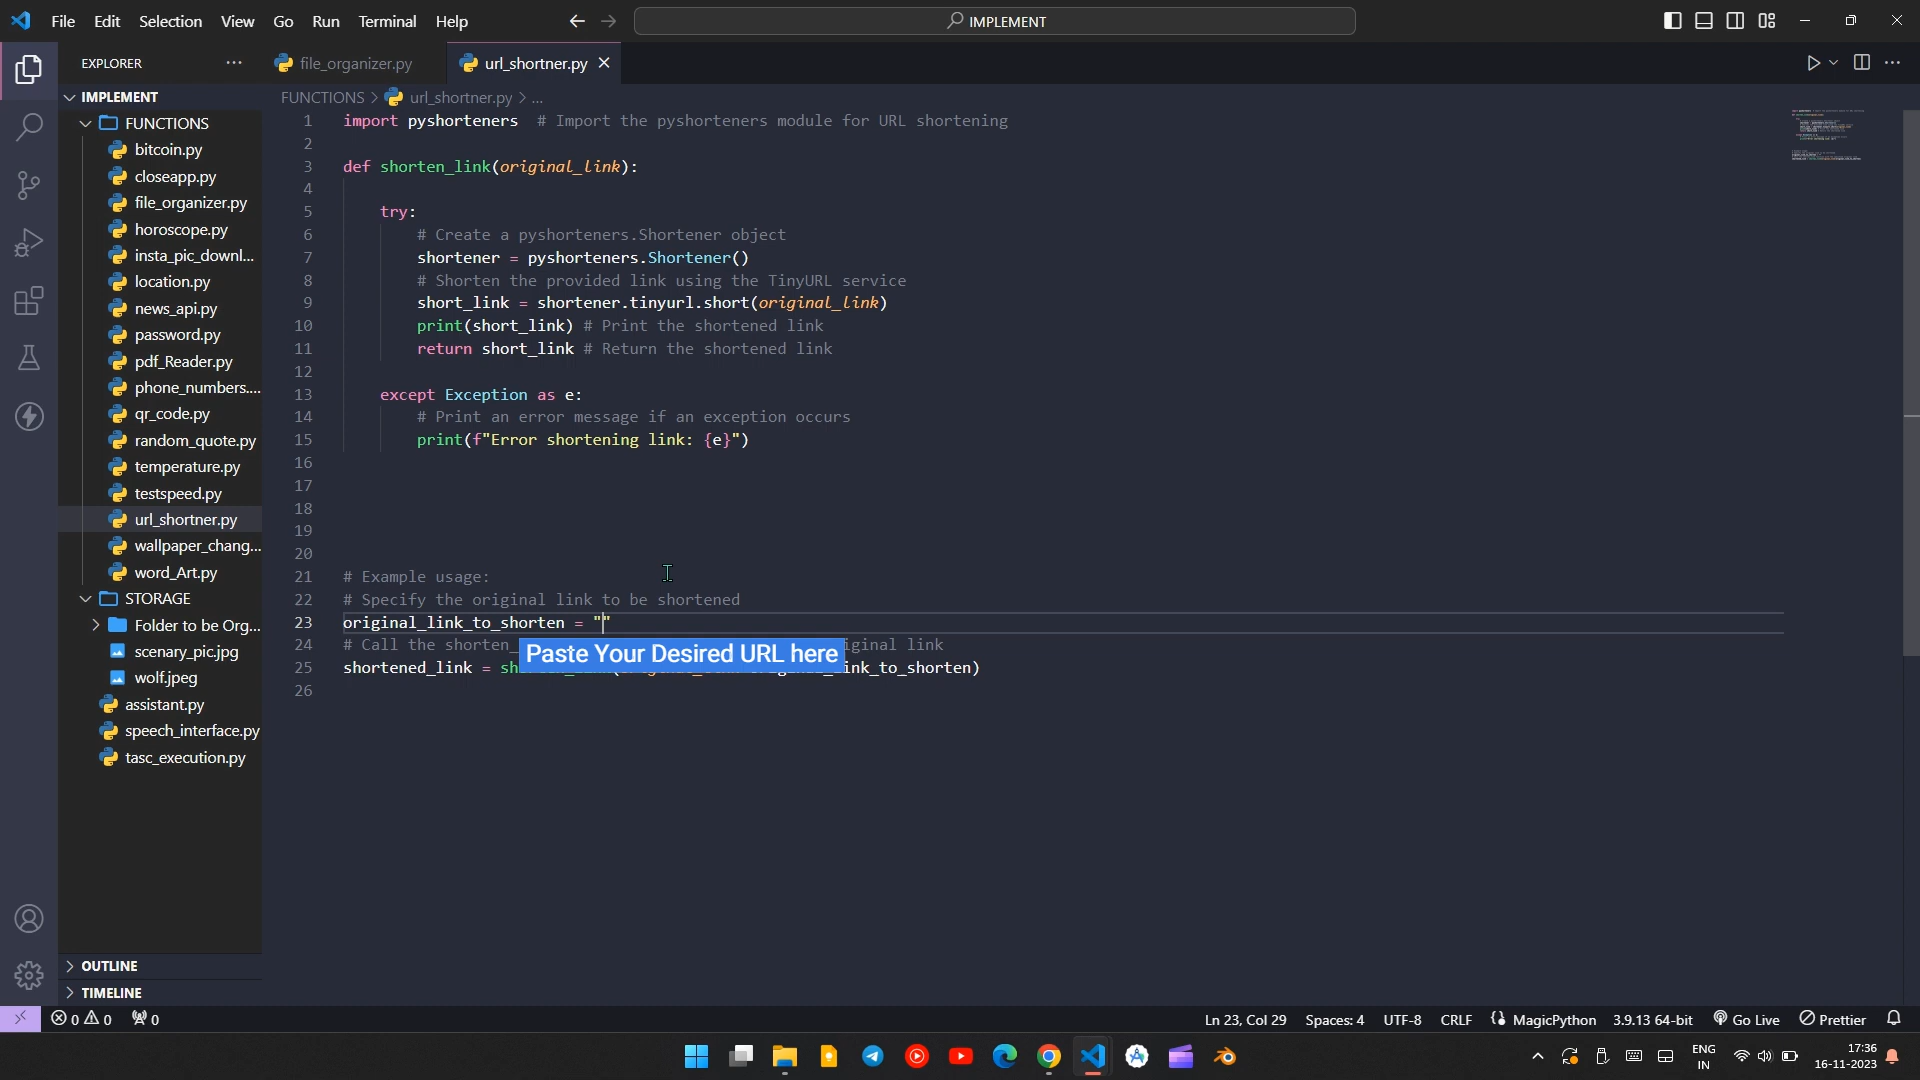 File Edit Selection View Go Run Terminal Help
IMPLEMENT
EXPLORER
file_organizer.py
url_shortner.py
IMPLEMENT
FUNCTIONS
bitcoin.py
closeapp.py
file_organizer.py
horoscope.py
insta_pic_downl...
location.py
news_api.py
password.py
pdf_Reader.py
phone_numbers....
qr_code.py
random_quote.py
temperature.py
testspeed.py
url_shortner.py
wallpaper_chang...
word_Art.py
STORAGE
Folder to be Org...
scenary_pic.jpg
wolf.jpeg
assistant.py
speech_interface.py
tasc_execution.py
OUTLINE
TIMELINE
FUNCTIONS > url_shortner.py > ...
1 import pyshorteners # Import the pyshorteners module for URL shortening
2
3 def shorten_link(original_link):
4
5 try:
6 # Create a pyshorteners.Shortener object
7 shortener = pyshorteners.Shortener()
8 # Shorten the provided link using the TinyURL service
9 short_link = shortener.tinyurl.short(original_link)
10 print(short_link) # Print the shortened link
11 return short_link # Return the shortened link
12
13 except Exception as e:
14 # Print an error message if an exception occurs
15 print(f"Error shortening link: {e}")
16
17
18
19
20
21 # Example usage:
22 # Specify the original link to be shortened
23 original_link_to_shorten = ""
24 # Call the shorten_ iginal link
Paste Your Desired URL here
25 shortened_link = sh ink_to_shorten)
26
0 0 0
Ln 23, Col 29 Spaces: 4 UTF-8 CRLF MagicPython 3.9.13 64-bit Go Live Prettier
ENG
IN
17:36
16-11-2023